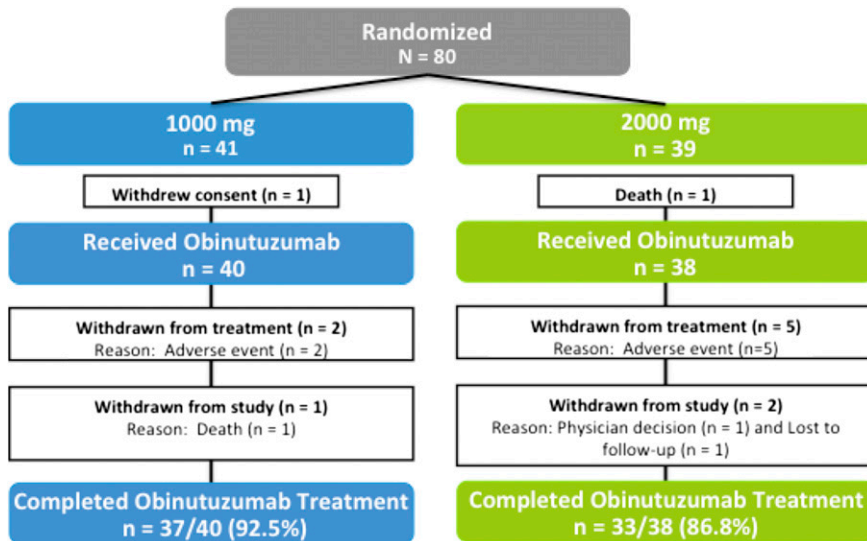 Randomized
N = 80
1000 mg
n = 41
2000 mg
n = 39
Withdrew consent (n = 1)
Death (n = 1)
Received Obinutuzumab
n = 40
Received Obinutuzumab
n = 38
Withdrawn from treatment (n = 2)
Reason:  Adverse event (n = 2)
Withdrawn from treatment (n = 5)
Reason:  Adverse event (n=5)
Withdrawn from study (n = 1)
Reason:  Death (n = 1)
Withdrawn from study (n = 2)
Reason: Physician decision (n = 1) and Lost to
follow-up (n = 1)
Completed Obinutuzumab Treatment
n = 37/40 (92.5%)
Completed Obinutuzumab Treatment
n = 33/38 (86.8%)